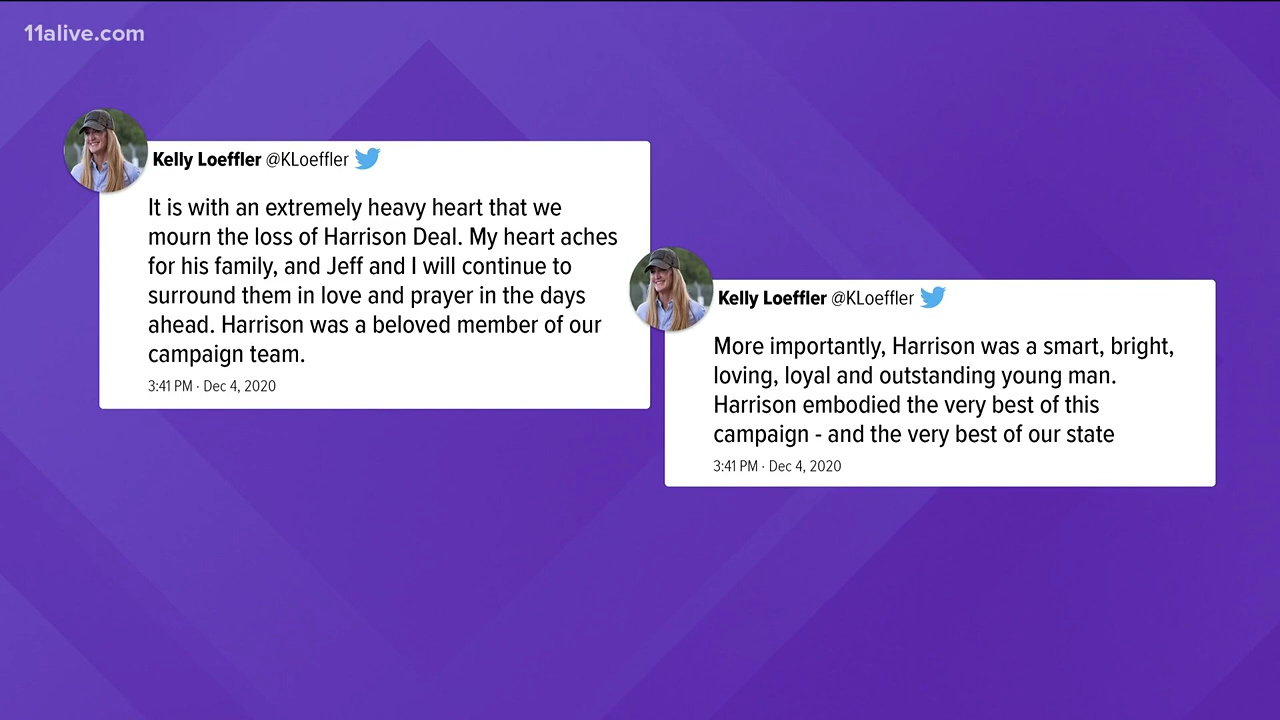 11alive.com
Kelly Loeffler @KLoeffler
It is with an extremely heavy heart that we
mourn the loss of Harrison Deal. My heart aches
for his family, and Jeff and I will continue to
surround them in love and prayer in the days
ahead. Harrison was a beloved member of our
campaign team.
3:41 PM · Dec 4, 2020
Kelly Loeffler @KLoeffler
More importantly, Harrison was a smart, bright,
loving, loyal and outstanding young man.
Harrison embodied the very best of this
campaign - and the very best of our state
3:41 PM · Dec 4, 2020